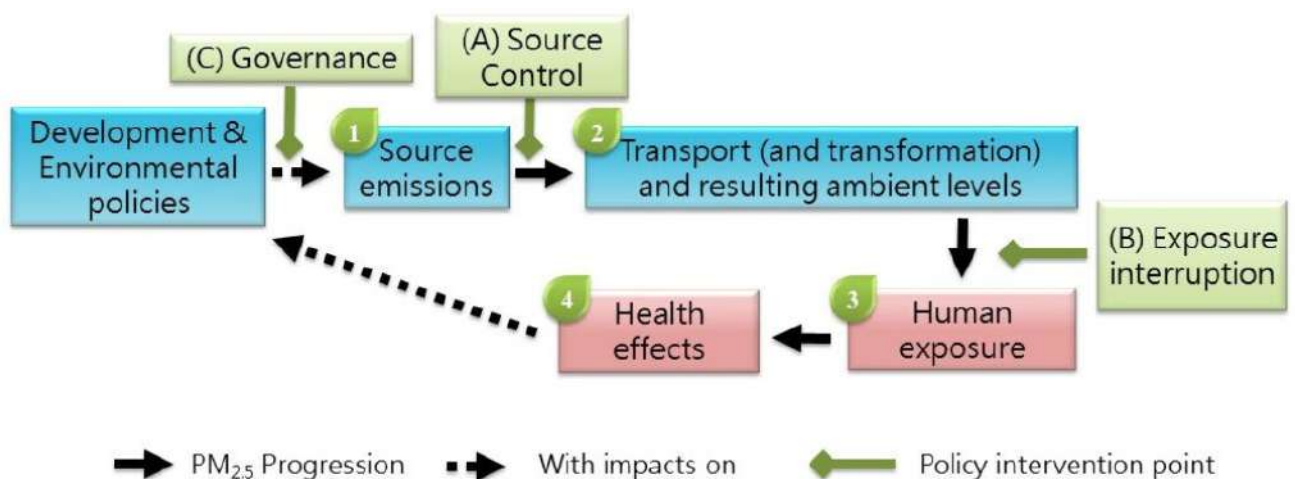 (C) Governance
(A) Source
Control
Development &
Environmental
policies
1
Source
emissions
2
Transport (and transformation)
and resulting ambient levels
(B) Exposure
interruption
4
Health
effects
3
Human
exposure
PM2.5 Progression
With impacts on
Policy intervention point